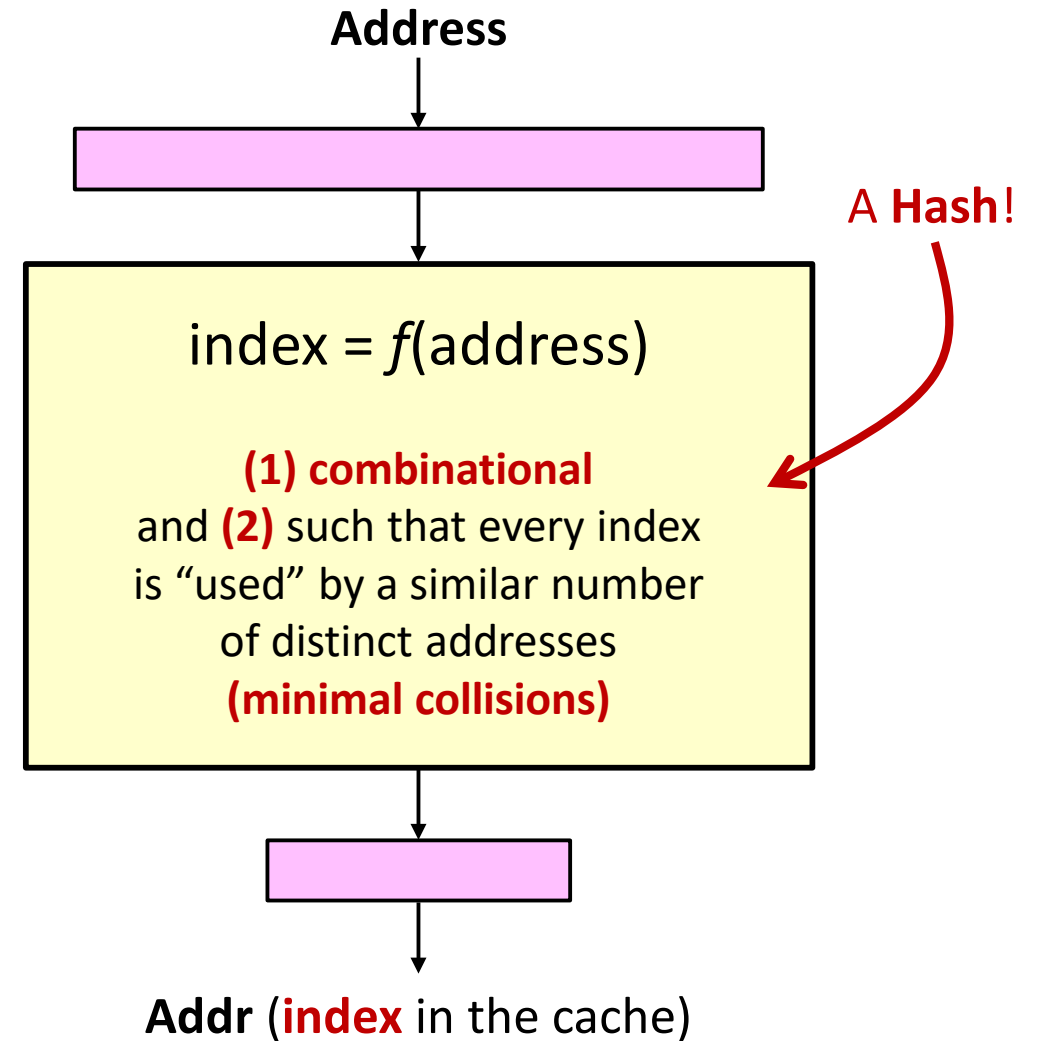 Address
A Hash!
index = f(address)
(1) combinational
and (2) such that every index
is “used” by a similar number
of distinct addresses
(minimal collisions)
Addr (index in the cache)